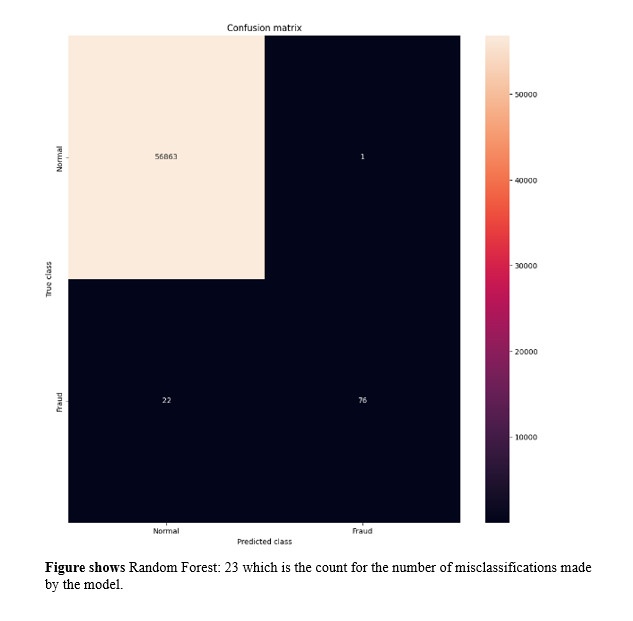 Confusion matrix
50000
56863
1
Normal
40000
30000
True class
20000
22
76
Fraud
10000
Normal
Fraud
Predicted class
Figure shows Random Forest: 23 which is the count for the number of misclassifications made
by the model.